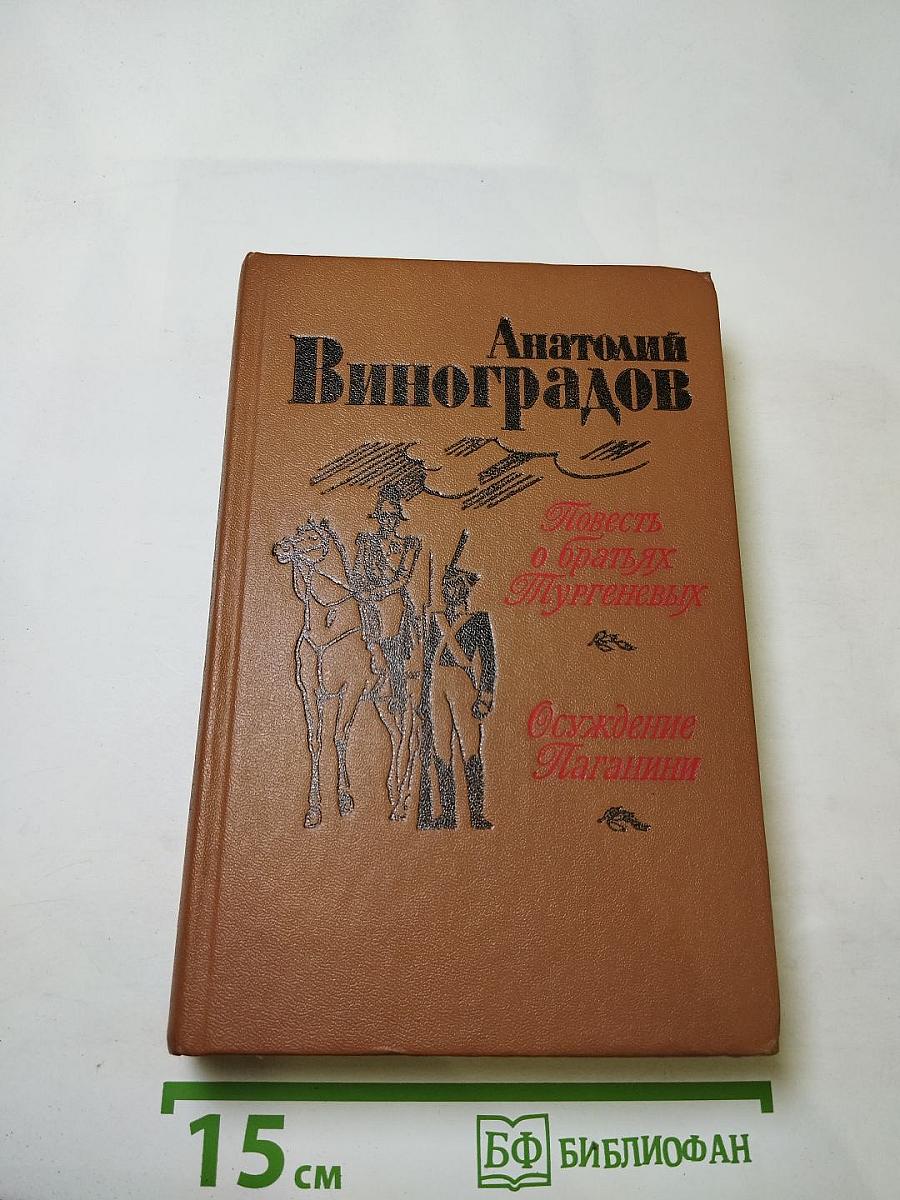 Анатолий
Виноградов
Повесть
о братьях
Тургеневых
Осуждение
Паганини
15 см
БФ БИБЛИОФАН